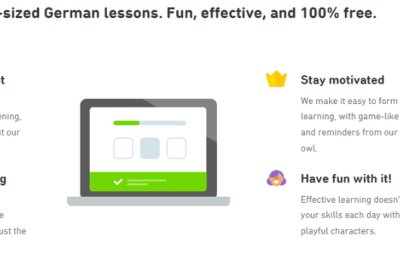 -sized German lessons. Fun, effective, and 100% free.
t
ening,
t our
g
e
ust the
Stay motivated
We make it easy to form
learning, with game-like
and reminders from our
owl.
Have fun with it!
Effective learning doesn'
your skills each day with
playful characters.